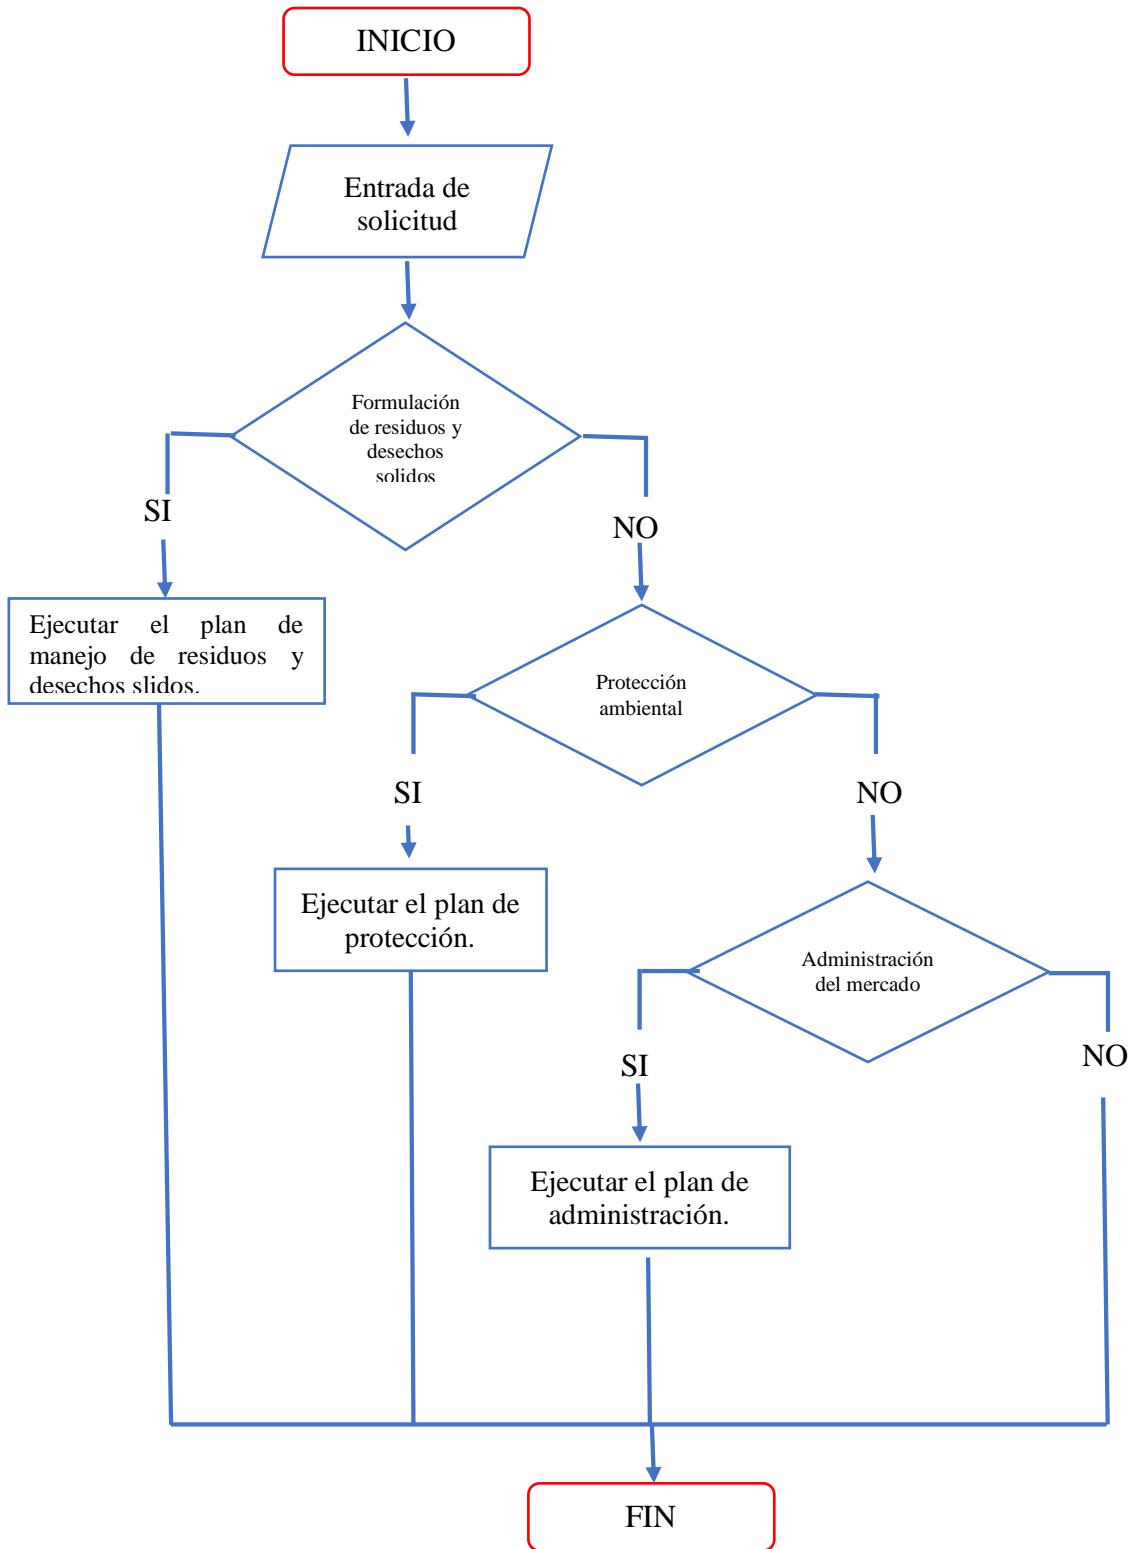 INICIO
Entrada de
solicitud
Formulación
de residuos y
desechos
solidos
SI
NO
Ejecutar el plan de
manejo de residuos y
desechos slidos.
Protección
ambiental
SI
NO
Ejecutar el plan de
protección.
Administración
del mercado
SI
NO
Ejecutar el plan de
administración.
FIN